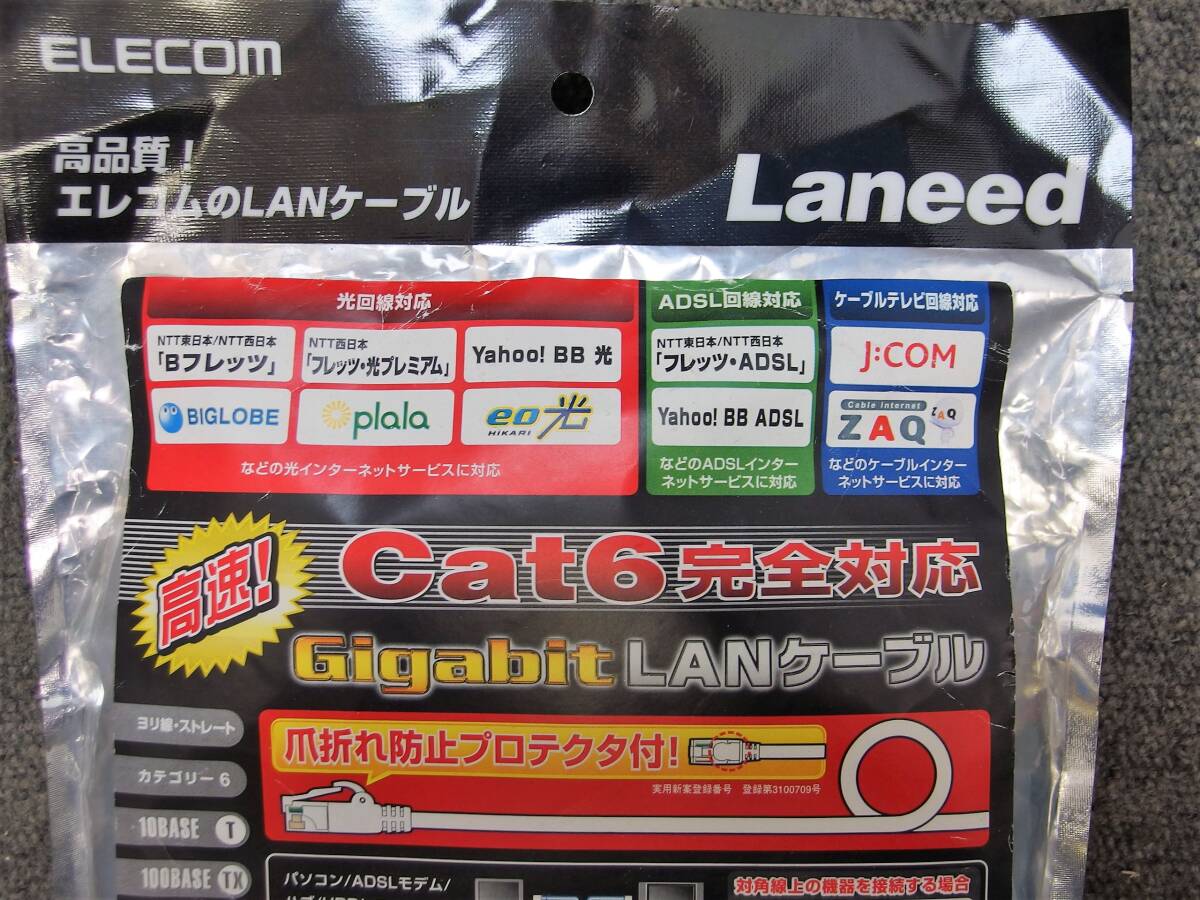 ELECOM
高品質!
エレコムのLANケーブル
Laneed
光回線対応
NTT東日本/NTT西日本
「Bフレッツ」
NTT西日本
「フレッツ・光プレミアム」
Yahoo! BB 光
BIGLOBE
plala
eo光
HIKARI
などの光インターネットサービスに対応
ADSL回線対応
NTT東日本/NTT西日本
「フレッツ・ADSL」
Yahoo! BB ADSL
などのADSLインター
ネットサービスに対応
ケーブルテレビ回線対応
J:COM
Cable Internet
ZAQ
ZAQ
などのケーブルインター
ネットサービスに対応
高速!
Cat6完全対応
Gigabit LANケーブル
ヨリ線・ストレート
カテゴリー6
10BASE T
100BASE TX
爪折れ防止プロテクタ付!
実用新案登録番号 登録第3100709号
パソコン/ADSLモデム/
対角線上の機器を接続する場合